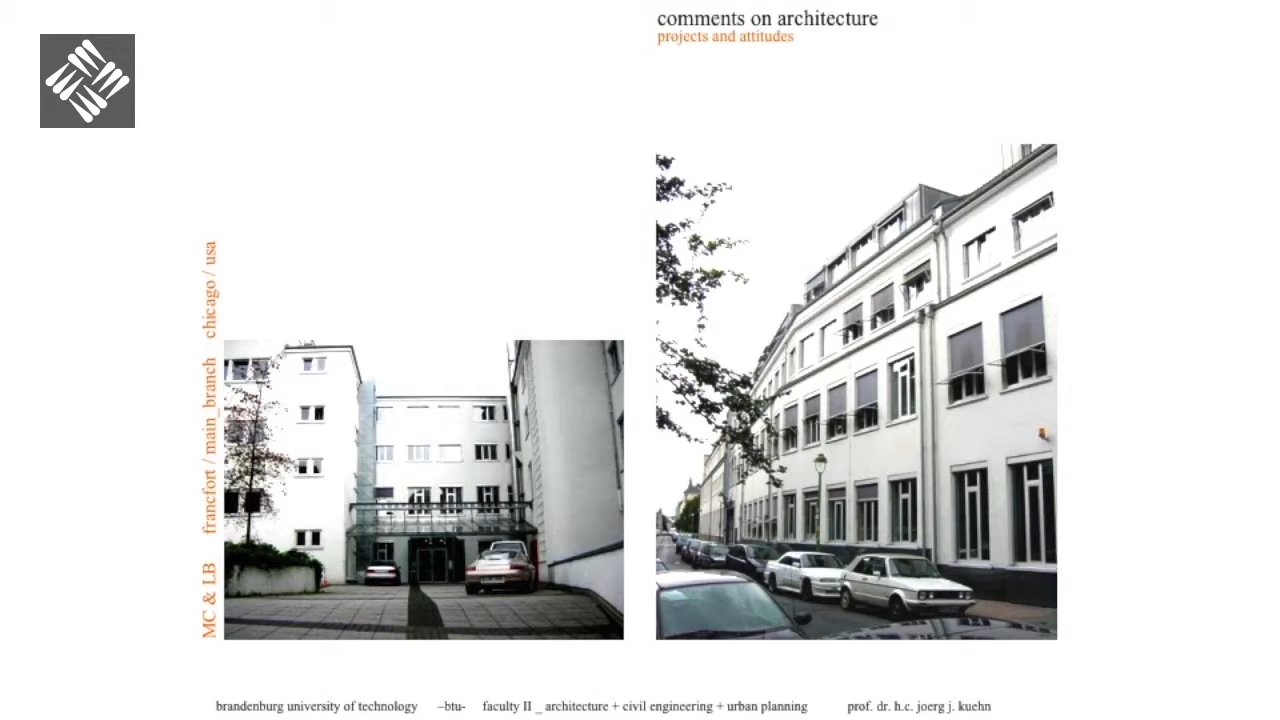 comments on architecture
projects and attitudes
MC & LB francfort / main_branch chicago / usa
brandenburg university of technology –btu- faculty II _ architecture + civil engineering + urban planning prof. dr. h.c. joerg j. kuehn